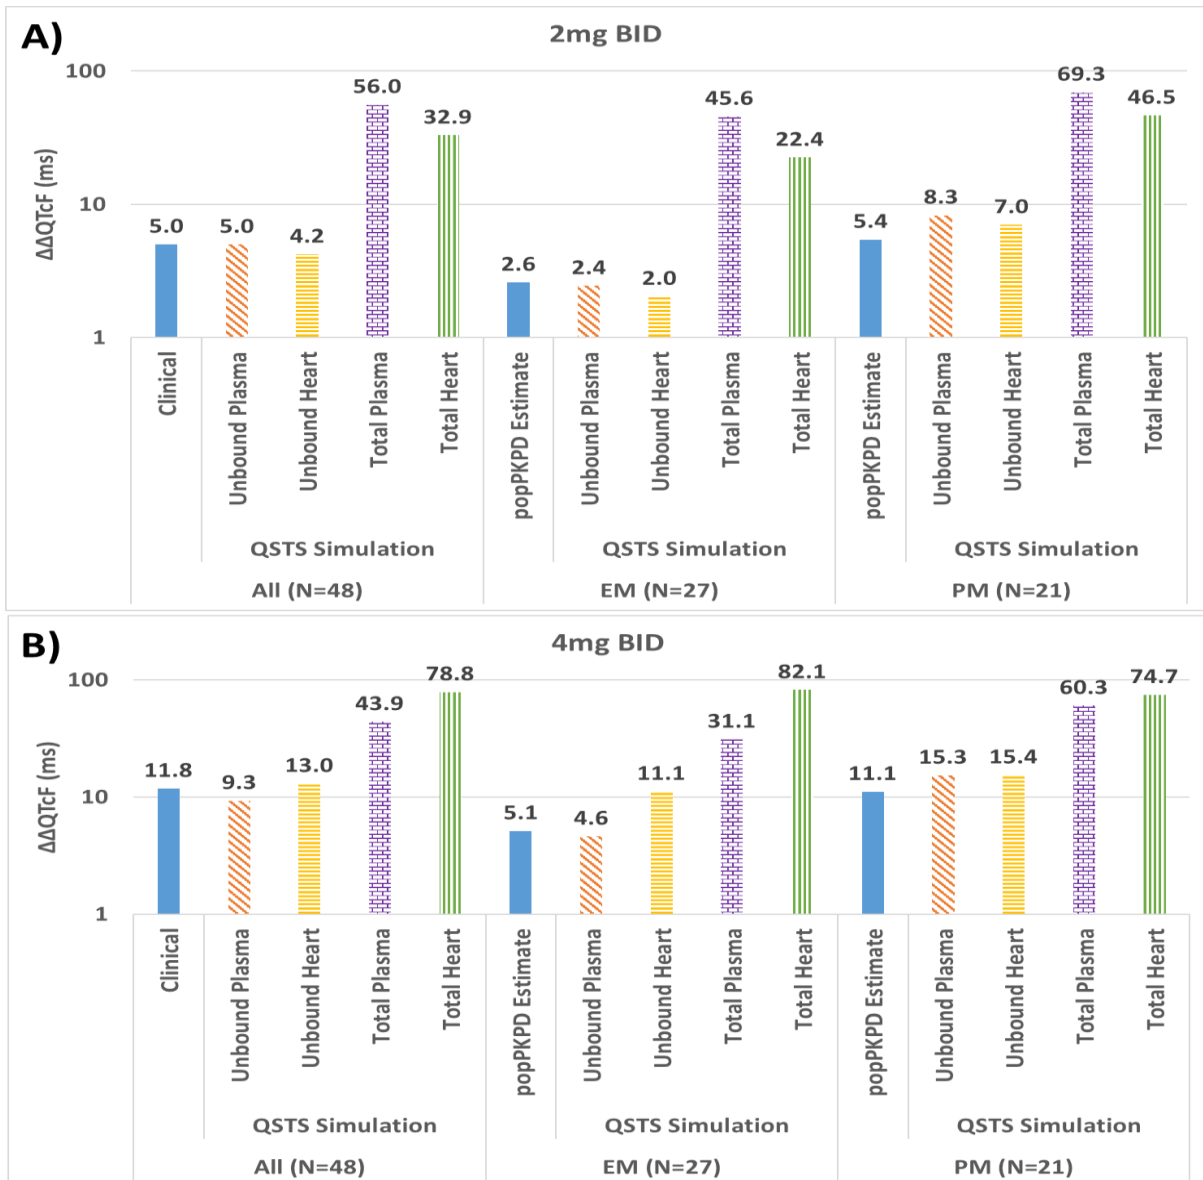 A)
2mg BID
ΔΔQTcF (ms)
100
10
1
5.0
5.0
4.2
56.0
32.9
2.6
2.4
2.0
45.6
22.4
5.4
8.3
7.0
69.3
46.5
Clinical
Unbound Plasma
Unbound Heart
Total Plasma
Total Heart
popPKPD Estimate
Unbound Plasma
Unbound Heart
Total Plasma
Total Heart
popPKPD Estimate
Unbound Plasma
Unbound Heart
Total Plasma
Total Heart
QSTS Simulation
QSTS Simulation
QSTS Simulation
All (N=48)
EM (N=27)
PM (N=21)
B)
4mg BID
ΔΔQTcF (ms)
100
10
1
11.8
9.3
13.0
43.9
78.8
5.1
4.6
11.1
31.1
82.1
11.1
15.3
15.4
60.3
74.7
Clinical
Unbound Plasma
Unbound Heart
Total Plasma
Total Heart
popPKPD Estimate
Unbound Plasma
Unbound Heart
Total Plasma
Total Heart
popPKPD Estimate
Unbound Plasma
Unbound Heart
Total Plasma
Total Heart
QSTS Simulation
QSTS Simulation
QSTS Simulation
All (N=48)
EM (N=27)
PM (N=21)